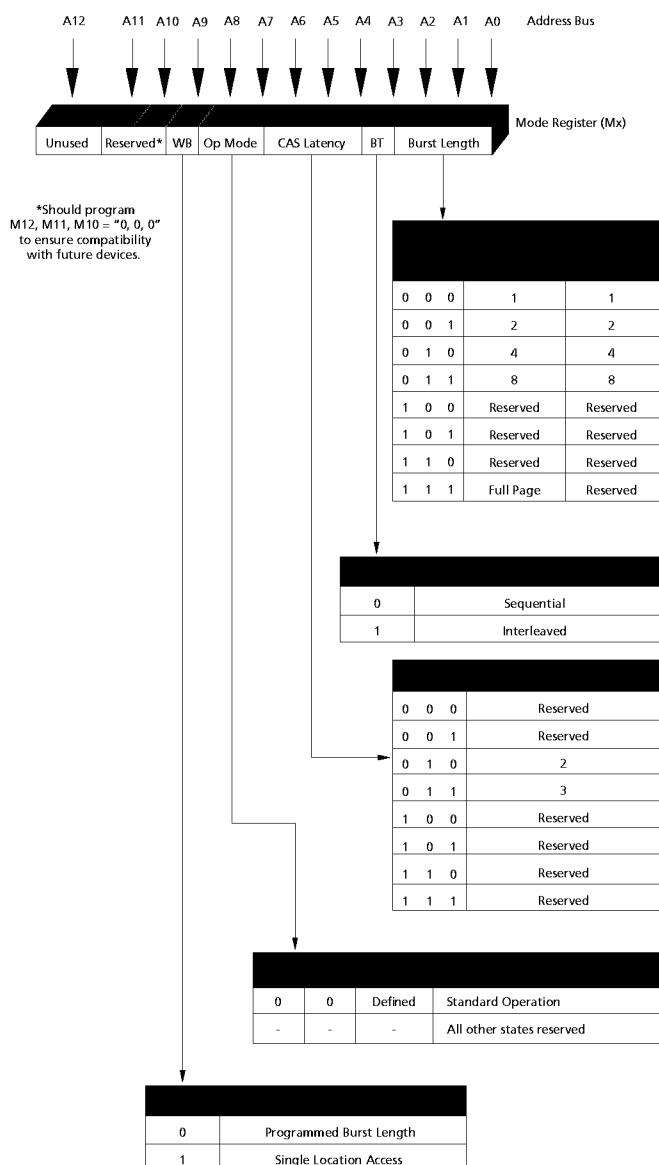 A12 A11 A10 A9 A8 A7 A6 A5 A4 A3 A2 A1 A0 Address Bus
Mode Register (Mx)
Unused Reserved* WB Op Mode CAS Latency BT Burst Length
*Should program
M12, M11, M10 = “0, 0, 0”
to ensure compatibility
with future devices.
0 0 0 1 1
0 0 1 2 2
0 1 0 4 4
0 1 1 8 8
1 0 0 Reserved Reserved
1 0 1 Reserved Reserved
1 1 0 Reserved Reserved
1 1 1 Full Page Reserved
0 Sequential
1 Interleaved
0 0 0 Reserved
0 0 1 Reserved
0 1 0 2
0 1 1 3
1 0 0 Reserved
1 0 1 Reserved
1 1 0 Reserved
1 1 1 Reserved
0 0 Defined Standard Operation
- - - All other states reserved
0 Programmed Burst Length
1 Single Location Access